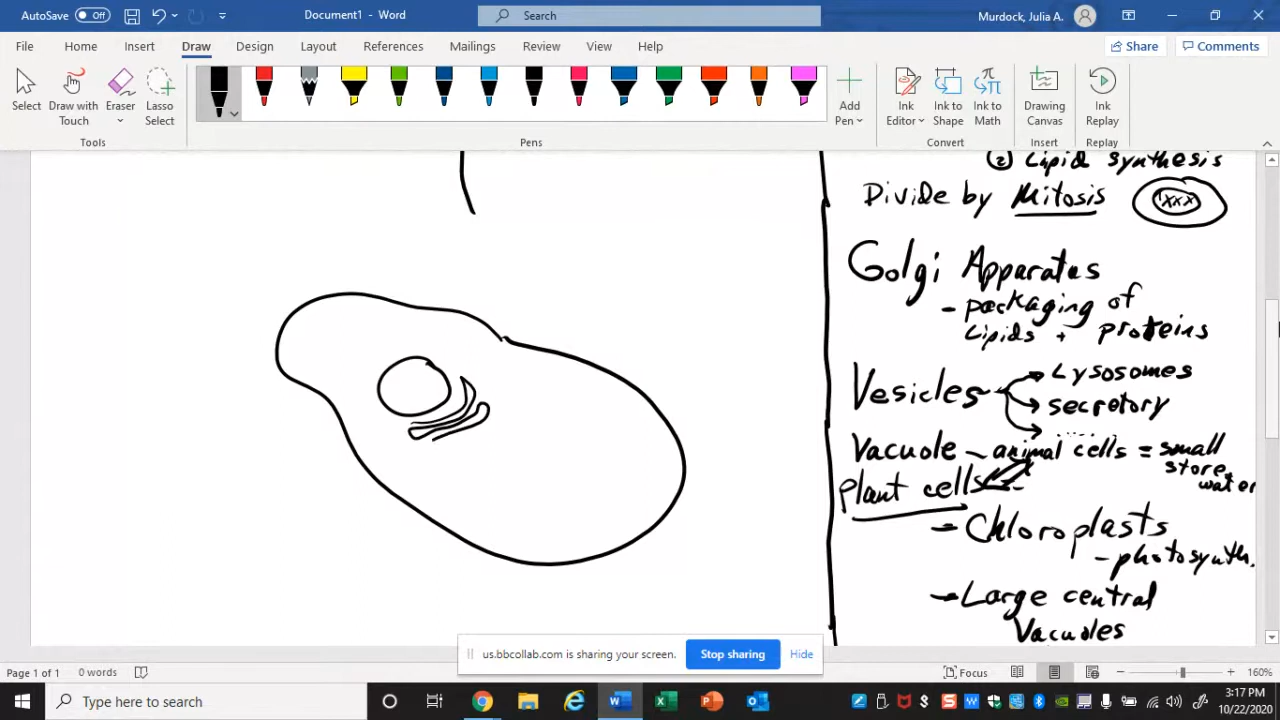 AutoSave Off Document1 - Word Search Murdock, Julia A.
File Home Insert Draw Design Layout References Mailings Review View Help Share Comments
Select Draw with Touch Eraser Lasso Select Add Pen Ink Editor Ink to Shape Ink to Math Drawing Canvas Ink Replay
Tools Pens Convert Insert Replay
② Lipid synthesis
Divide by Mitosis xxx
Golgi Apparatus
- packaging of
Lipids + proteins
Vesicles Lysosomes
secretory
Vacuole - animal cells = small
store
water
plant cells
- Chloroplasts
- photosynth.
- Large central
Vacuoles
us.bbcollab.com is sharing your screen. Stop sharing Hide
Page 1 of 1 0 words Focus 160%
Type here to search 3:17 PM
10/22/2020